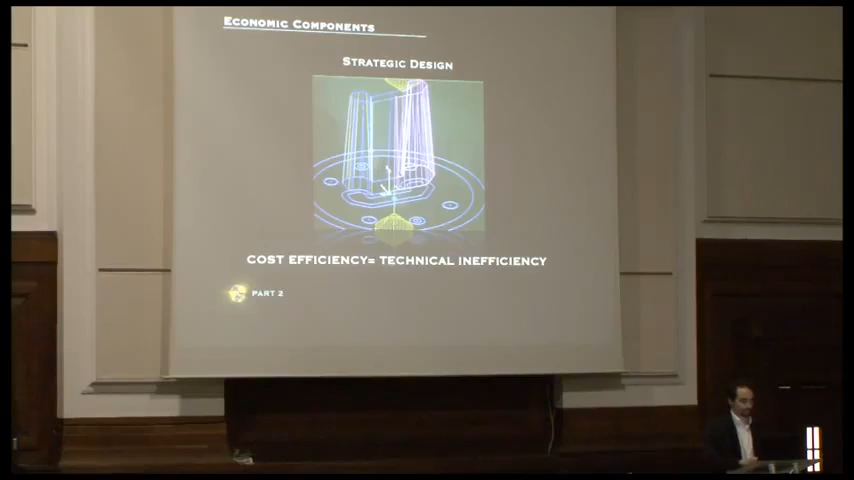 Economic Components
Strategic Design
COST EFFICIENCY= TECHNICAL INEFFICIENCY
PART 2